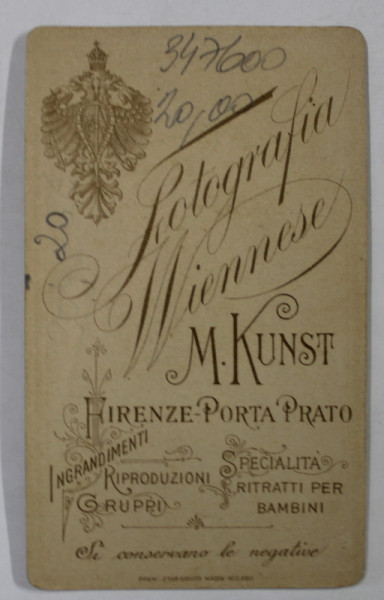 347600
20,00
20
Fotografia
Wiennese
M. KUNST
FIRENZE-PORTA PRATO
INGRANDIMENTI
RIPRODUZIONI
GRUPPI
SPECIALITÀ
RITRATTI PER
BAMBINI
Si conservano le negative
MILANO